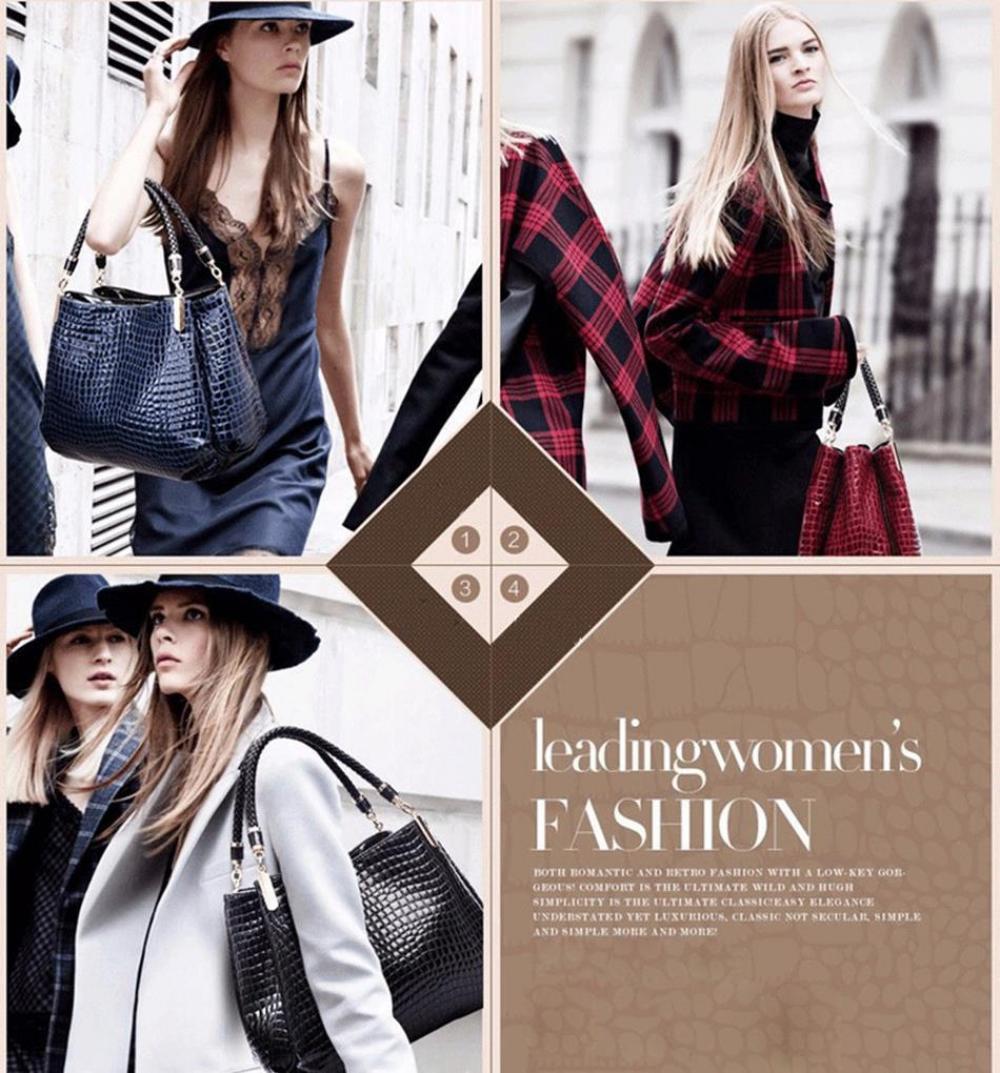 1 2
3 4
leadingwomen's
FASHION
BOTH ROMANTIC AND RETRO FASHION WITH A LOW-KEY GOR-
GEOUS! COMFORT IS THE ULTIMATE WILD AND HUGH
SIMPLICITY IS THE ULTIMATE CLASSIC!EASY ELEGANCE
UNDERSTATED YET LUXURIOUS, CLASSIC NOT SECULAR, SIMPLE
AND SIMPLE MORE AND MORE!